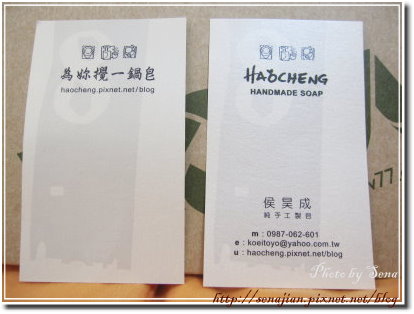 為妳攪一鍋皂
haocheng.pixnet.net/blog
HAOCHENG
HANDMADE SOAP
侯昊成
純手工製皂
m : 0987-062-601
e : koeitoyo@yahoo.com.tw
u : haocheng.pixnet.net/blog
Photo by Sena
http://senajian.pixnet.net/blog